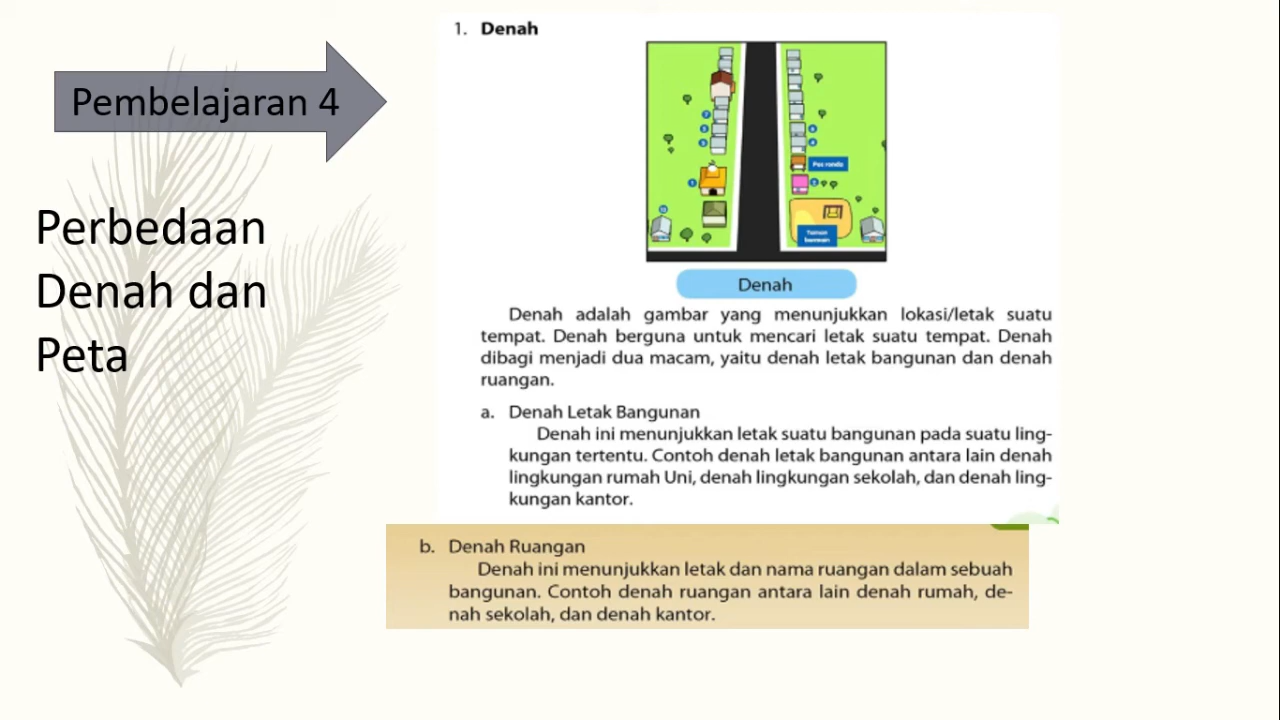 Pembelajaran 4
Perbedaan
Denah dan
Peta
1. Denah
Pos ronda
Taman
bermain
Denah
Denah adalah gambar yang menunjukkan lokasi/letak suatu
tempat. Denah berguna untuk mencari letak suatu tempat. Denah
dibagi menjadi dua macam, yaitu denah letak bangunan dan denah
ruangan.
a. Denah Letak Bangunan
Denah ini menunjukkan letak suatu bangunan pada suatu ling-
kungan tertentu. Contoh denah letak bangunan antara lain denah
lingkungan rumah Uni, denah lingkungan sekolah, dan denah ling-
kungan kantor.
b. Denah Ruangan
Denah ini menunjukkan letak dan nama ruangan dalam sebuah
bangunan. Contoh denah ruangan antara lain denah rumah, de-
nah sekolah, dan denah kantor.